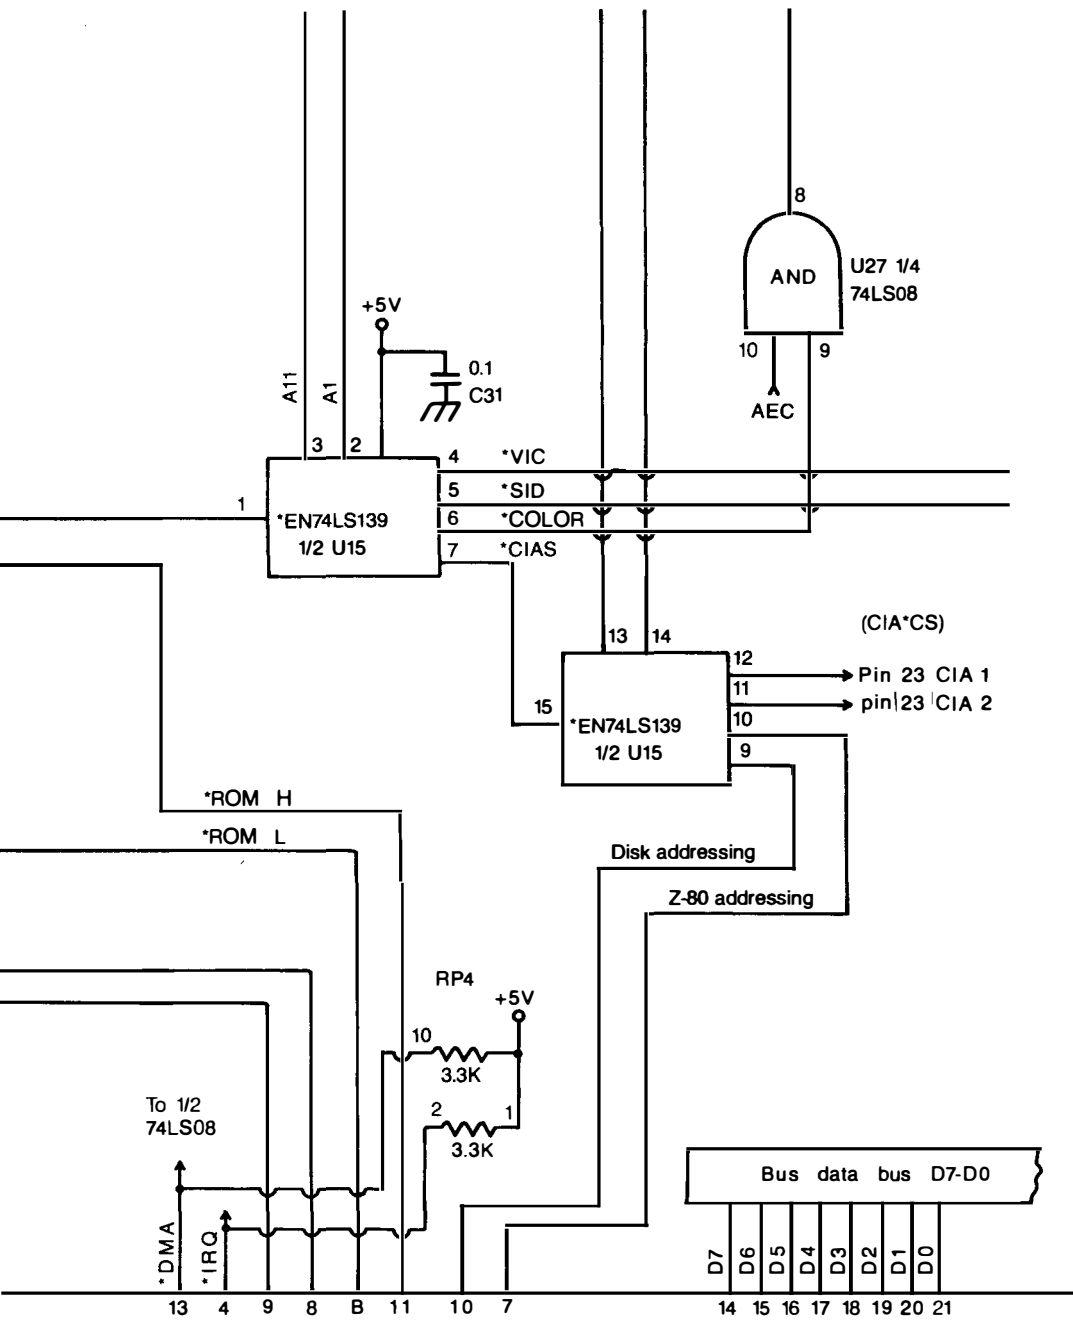 8
AND
U27 1/4
74LS08
10
9
AEC
+5V
0.1
C31
A11
A1
3
2
1
*EN74LS139
1/2 U15
4
*VIC
5
*SID
6
*COLOR
7
*CIAS
(CIA*CS)
13
14
12
Pin 23 CIA 1
11
pin 23 CIA 2
10
9
15
*EN74LS139
1/2 U15
*ROM H
*ROM L
Disk addressing
Z-80 addressing
RP4
+5V
10
3.3K
2
1
3.3K
To 1/2
74LS08
*DMA
*IRQ
Bus data bus D7-D0
D7
D6
D5
D4
D3
D2
D1
D0
13 4 9 8 B 11 10 7 14 15 16 17 18 19 20 21